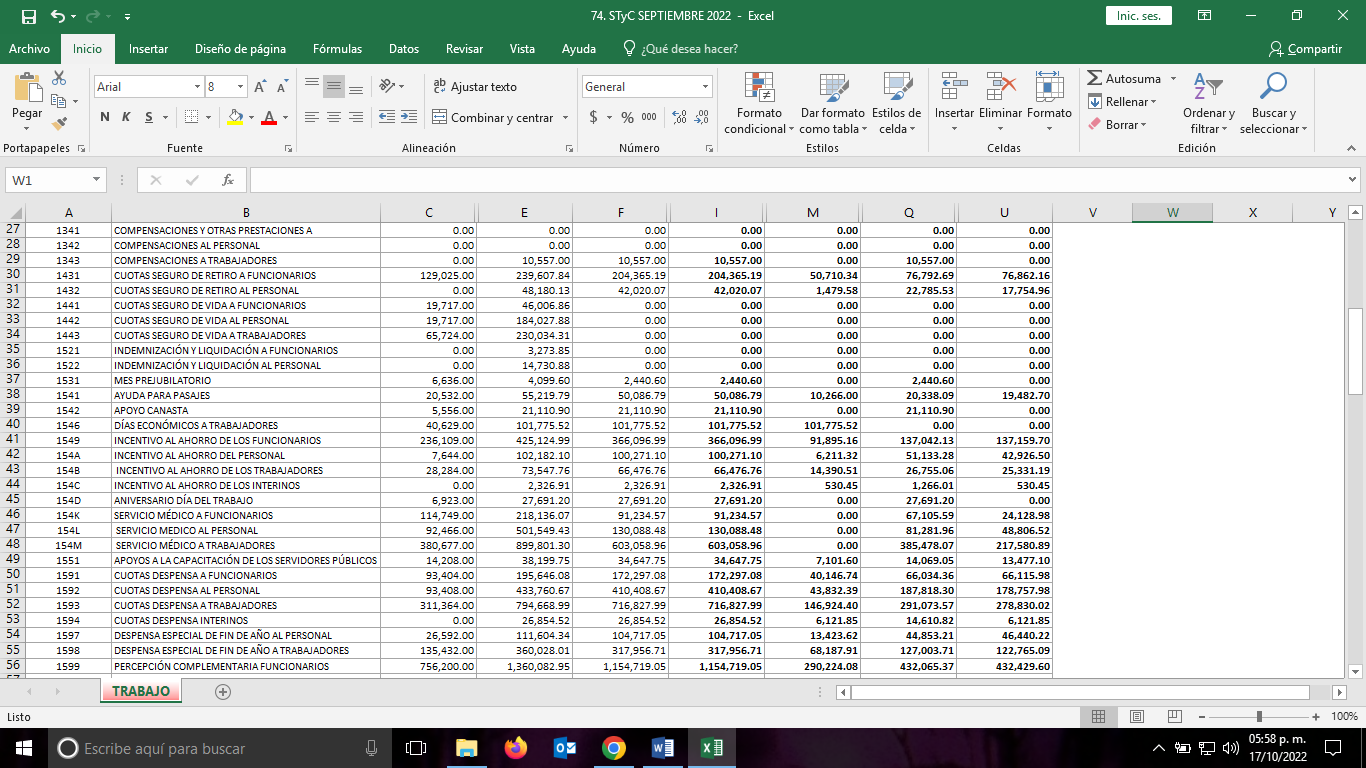 74. STyC SEPTIEMBRE 2022 - Excel
Inic. ses.
Archivo Inicio Insertar Diseño de página Fórmulas Datos Revisar Vista Ayuda ¿Qué desea hacer? Compartir
Pegar
Arial 8
N K S
Ajustar texto
Combinar y centrar
General
$ % 000
Formato condicional
Dar formato como tabla
Estilos de celda
Insertar Eliminar Formato
Autosuma
Rellenar
Borrar
Ordenar y filtrar
Buscar y seleccionar
Portapapeles Fuente Alineación Número Estilos Celdas Edición
W1 fx
A B C E F I M Q U V W X Y
27 1341 COMPENSACIONES Y OTRAS PRESTACIONES A 0.00 0.00 0.00 0.00 0.00 0.00 0.00
28 1342 COMPENSACIONES AL PERSONAL 0.00 0.00 0.00 0.00 0.00 0.00 0.00
29 1343 COMPENSACIONES A TRABAJADORES 0.00 10,557.00 10,557.00 10,557.00 0.00 10,557.00 0.00
30 1431 CUOTAS SEGURO DE RETIRO A FUNCIONARIOS 129,025.00 239,607.84 204,365.19 204,365.19 50,710.34 76,792.69 76,862.16
31 1432 CUOTAS SEGURO DE RETIRO AL PERSONAL 0.00 48,180.13 42,020.07 42,020.07 1,479.58 22,785.53 17,754.96
32 1441 CUOTAS SEGURO DE VIDA A FUNCIONARIOS 19,717.00 46,006.86 0.00 0.00 0.00 0.00 0.00
33 1442 CUOTAS SEGURO DE VIDA AL PERSONAL 19,717.00 184,027.88 0.00 0.00 0.00 0.00 0.00
34 1443 CUOTAS SEGURO DE VIDA A TRABAJADORES 65,724.00 230,034.31 0.00 0.00 0.00 0.00 0.00
35 1521 INDEMNIZACIÓN Y LIQUIDACIÓN A FUNCIONARIOS 0.00 3,273.85 0.00 0.00 0.00 0.00 0.00
36 1522 INDEMNIZACIÓN Y LIQUIDACIÓN AL PERSONAL 0.00 14,730.88 0.00 0.00 0.00 0.00 0.00
37 1531 MES PREJUBILATORIO 6,636.00 4,099.60 2,440.60 2,440.60 0.00 2,440.60 0.00
38 1541 AYUDA PARA PASAJES 20,532.00 55,219.79 50,086.79 50,086.79 10,266.00 20,338.09 19,482.70
39 1542 APOYO CANASTA 5,556.00 21,110.90 21,110.90 21,110.90 0.00 21,110.90 0.00
40 1546 DÍAS ECONÓMICOS A TRABAJADORES 40,629.00 101,775.52 101,775.52 101,775.52 101,775.52 0.00 0.00
41 1549 INCENTIVO AL AHORRO DE LOS FUNCIONARIOS 236,109.00 425,124.99 366,096.99 366,096.99 91,895.16 137,042.13 137,159.70
42 154A INCENTIVO AL AHORRO DEL PERSONAL 7,644.00 102,182.10 100,271.10 100,271.10 6,211.32 51,133.28 42,926.50
43 154B INCENTIVO AL AHORRO DE LOS TRABAJADORES 28,284.00 73,547.76 66,476.76 66,476.76 14,390.51 26,755.06 25,331.19
44 154C INCENTIVO AL AHORRO DE LOS INTERINOS 0.00 2,326.91 2,326.91 2,326.91 530.45 1,266.01 530.45
45 154D ANIVERSARIO DÍA DEL TRABAJO 6,923.00 27,691.20 27,691.20 27,691.20 0.00 27,691.20 0.00
46 154K SERVICIO MÉDICO A FUNCIONARIOS 114,749.00 218,136.07 91,234.57 91,234.57 0.00 67,105.59 24,128.98
47 154L SERVICIO MEDICO AL PERSONAL 92,466.00 501,549.43 130,088.48 130,088.48 0.00 81,281.96 48,806.52
48 154M SERVICIO MÉDICO A TRABAJADORES 380,677.00 899,801.30 603,058.96 603,058.96 0.00 385,478.07 217,580.89
49 1551 APOYOS A LA CAPACITACIÓN DE LOS SERVIDORES PÚBLICOS 14,208.00 38,199.75 34,647.75 34,647.75 7,101.60 14,069.05 13,477.10
50 1591 CUOTAS DESPENSA A FUNCIONARIOS 93,404.00 195,646.08 172,297.08 172,297.08 40,146.74 66,034.36 66,115.98
51 1592 CUOTAS DESPENSA AL PERSONAL 93,408.00 433,760.67 410,408.67 410,408.67 43,832.39 187,818.30 178,757.98
52 1593 CUOTAS DESPENSA A TRABAJADORES 311,364.00 794,668.99 716,827.99 716,827.99 146,924.40 291,073.57 278,830.02
53 1594 CUOTAS DESPENSA INTERINOS 0.00 26,854.52 26,854.52 26,854.52 6,121.85 14,610.82 6,121.85
54 1597 DESPENSA ESPECIAL DE FIN DE AÑO AL PERSONAL 26,592.00 111,604.34 104,717.05 104,717.05 13,423.62 44,853.21 46,440.22
55 1598 DESPENSA ESPECIAL DE FIN DE AÑO A TRABAJADORES 135,432.00 360,028.01 317,956.71 317,956.71 68,187.91 127,003.71 122,765.09
56 1599 PERCEPCIÓN COMPLEMENTARIA FUNCIONARIOS 756,200.00 1,360,082.95 1,154,719.05 1,154,719.05 290,224.08 432,065.37 432,429.60
TRABAJO
Listo 100%
Escribe aquí para buscar
05:58 p. m.
17/10/2022